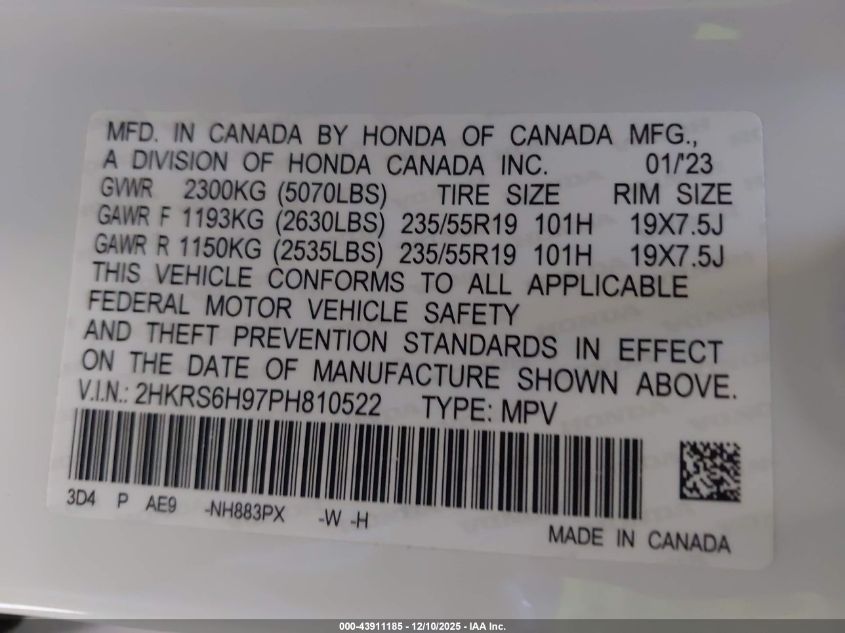 MFD. IN CANADA BY HONDA OF CANADA MFG.,
A DIVISION OF HONDA CANADA INC. 01/'23
GVWR 2300KG (5070LBS) TIRE SIZE RIM SIZE
GAWR F 1193KG (2630LBS) 235/55R19 101H 19X7.5J
GAWR R 1150KG (2535LBS) 235/55R19 101H 19X7.5J
THIS VEHICLE CONFORMS TO ALL APPLICABLE
FEDERAL MOTOR VEHICLE SAFETY
AND THEFT PREVENTION STANDARDS IN EFFECT
ON THE DATE OF MANUFACTURE SHOWN ABOVE.
V.I.N.: 2HKRS6H97PH810522 TYPE: MPV
3D4 P AE9 -NH883PX -W -H
MADE IN CANADA
000-43911185 - 12/10/2025 - IAA Inc.